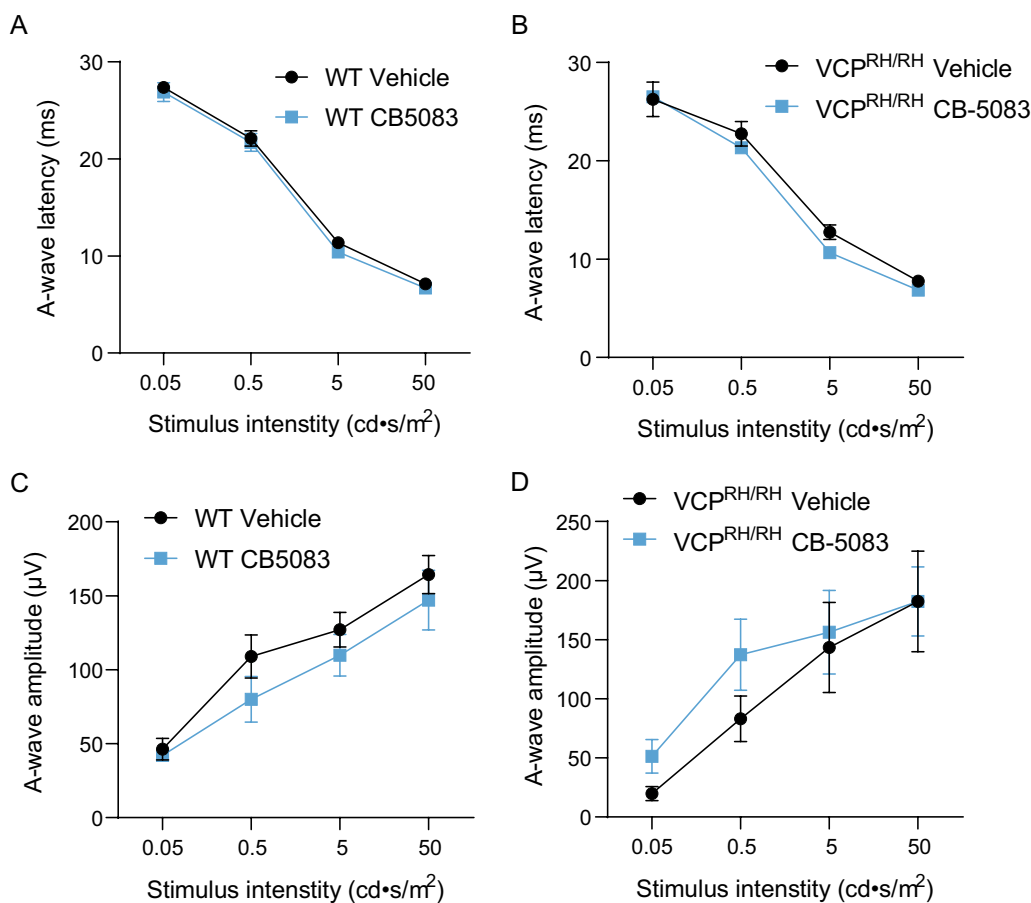 A
WT Vehicle
WT CB5083
A-wave latency (ms)
30
20
10
0
0.05
0.5
5
50
Stimulus intenstity (cd•s/m²)
B
VCPᴿᴴ/ᴿᴴ Vehicle
VCPᴿᴴ/ᴿᴴ CB-5083
A-wave latency (ms)
30
20
10
0
0.05
0.5
5
50
Stimulus intenstity (cd•s/m²)
C
WT Vehicle
WT CB5083
A-wave amplitude (µV)
200
150
100
50
0
0.05
0.5
5
50
Stimulus intenstity (cd•s/m²)
D
VCPᴿᴴ/ᴿᴴ Vehicle
VCPᴿᴴ/ᴿᴴ CB-5083
A-wave amplitude (µV)
250
200
150
100
50
0
0.05
0.5
5
50
Stimulus intenstity (cd•s/m²)